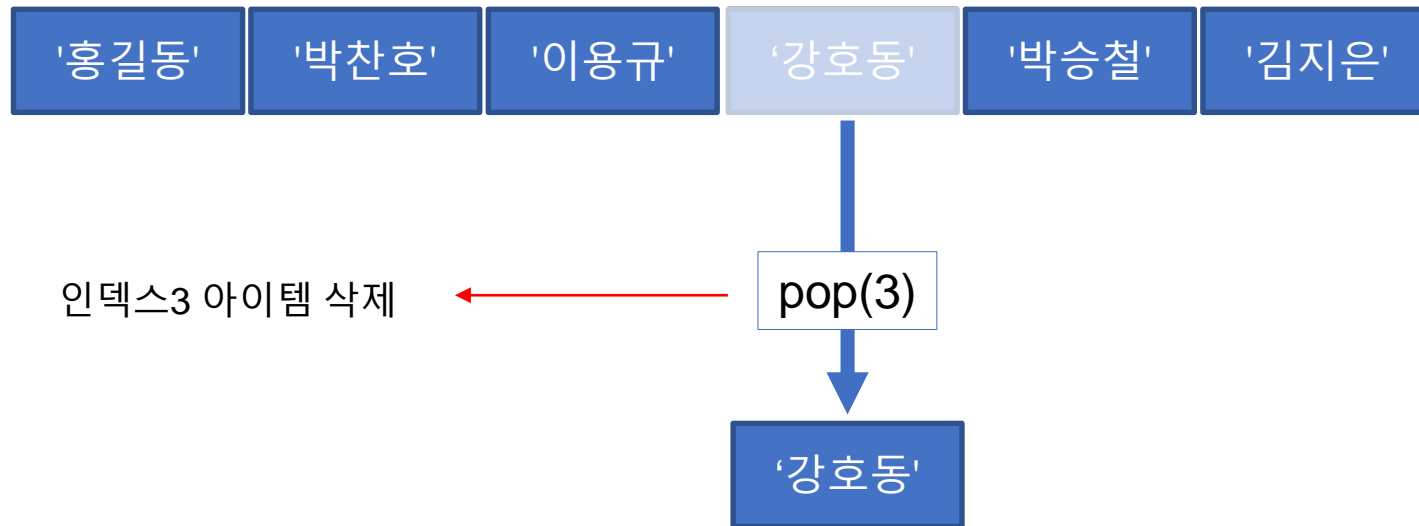 '홍길동' '박찬호' '이용규' ‘강호동' '박승철' '김지은'
인덱스3 아이템 삭제
pop(3)
‘강호동'